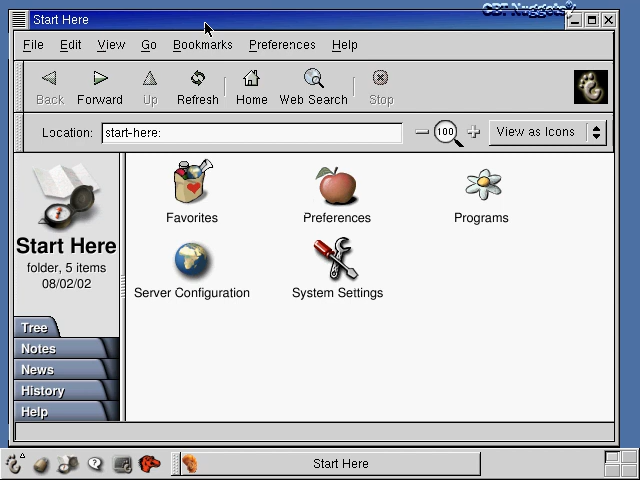 CBT Nuggets
Start Here
File Edit View Go Bookmarks Preferences Help
Back Forward Up Refresh Home Web Search Stop
Location: start-here: 100 View as Icons
Favorites Preferences Programs
Server Configuration System Settings
Start Here
folder, 5 items
08/02/02
Tree
Notes
News
History
Help
Start Here